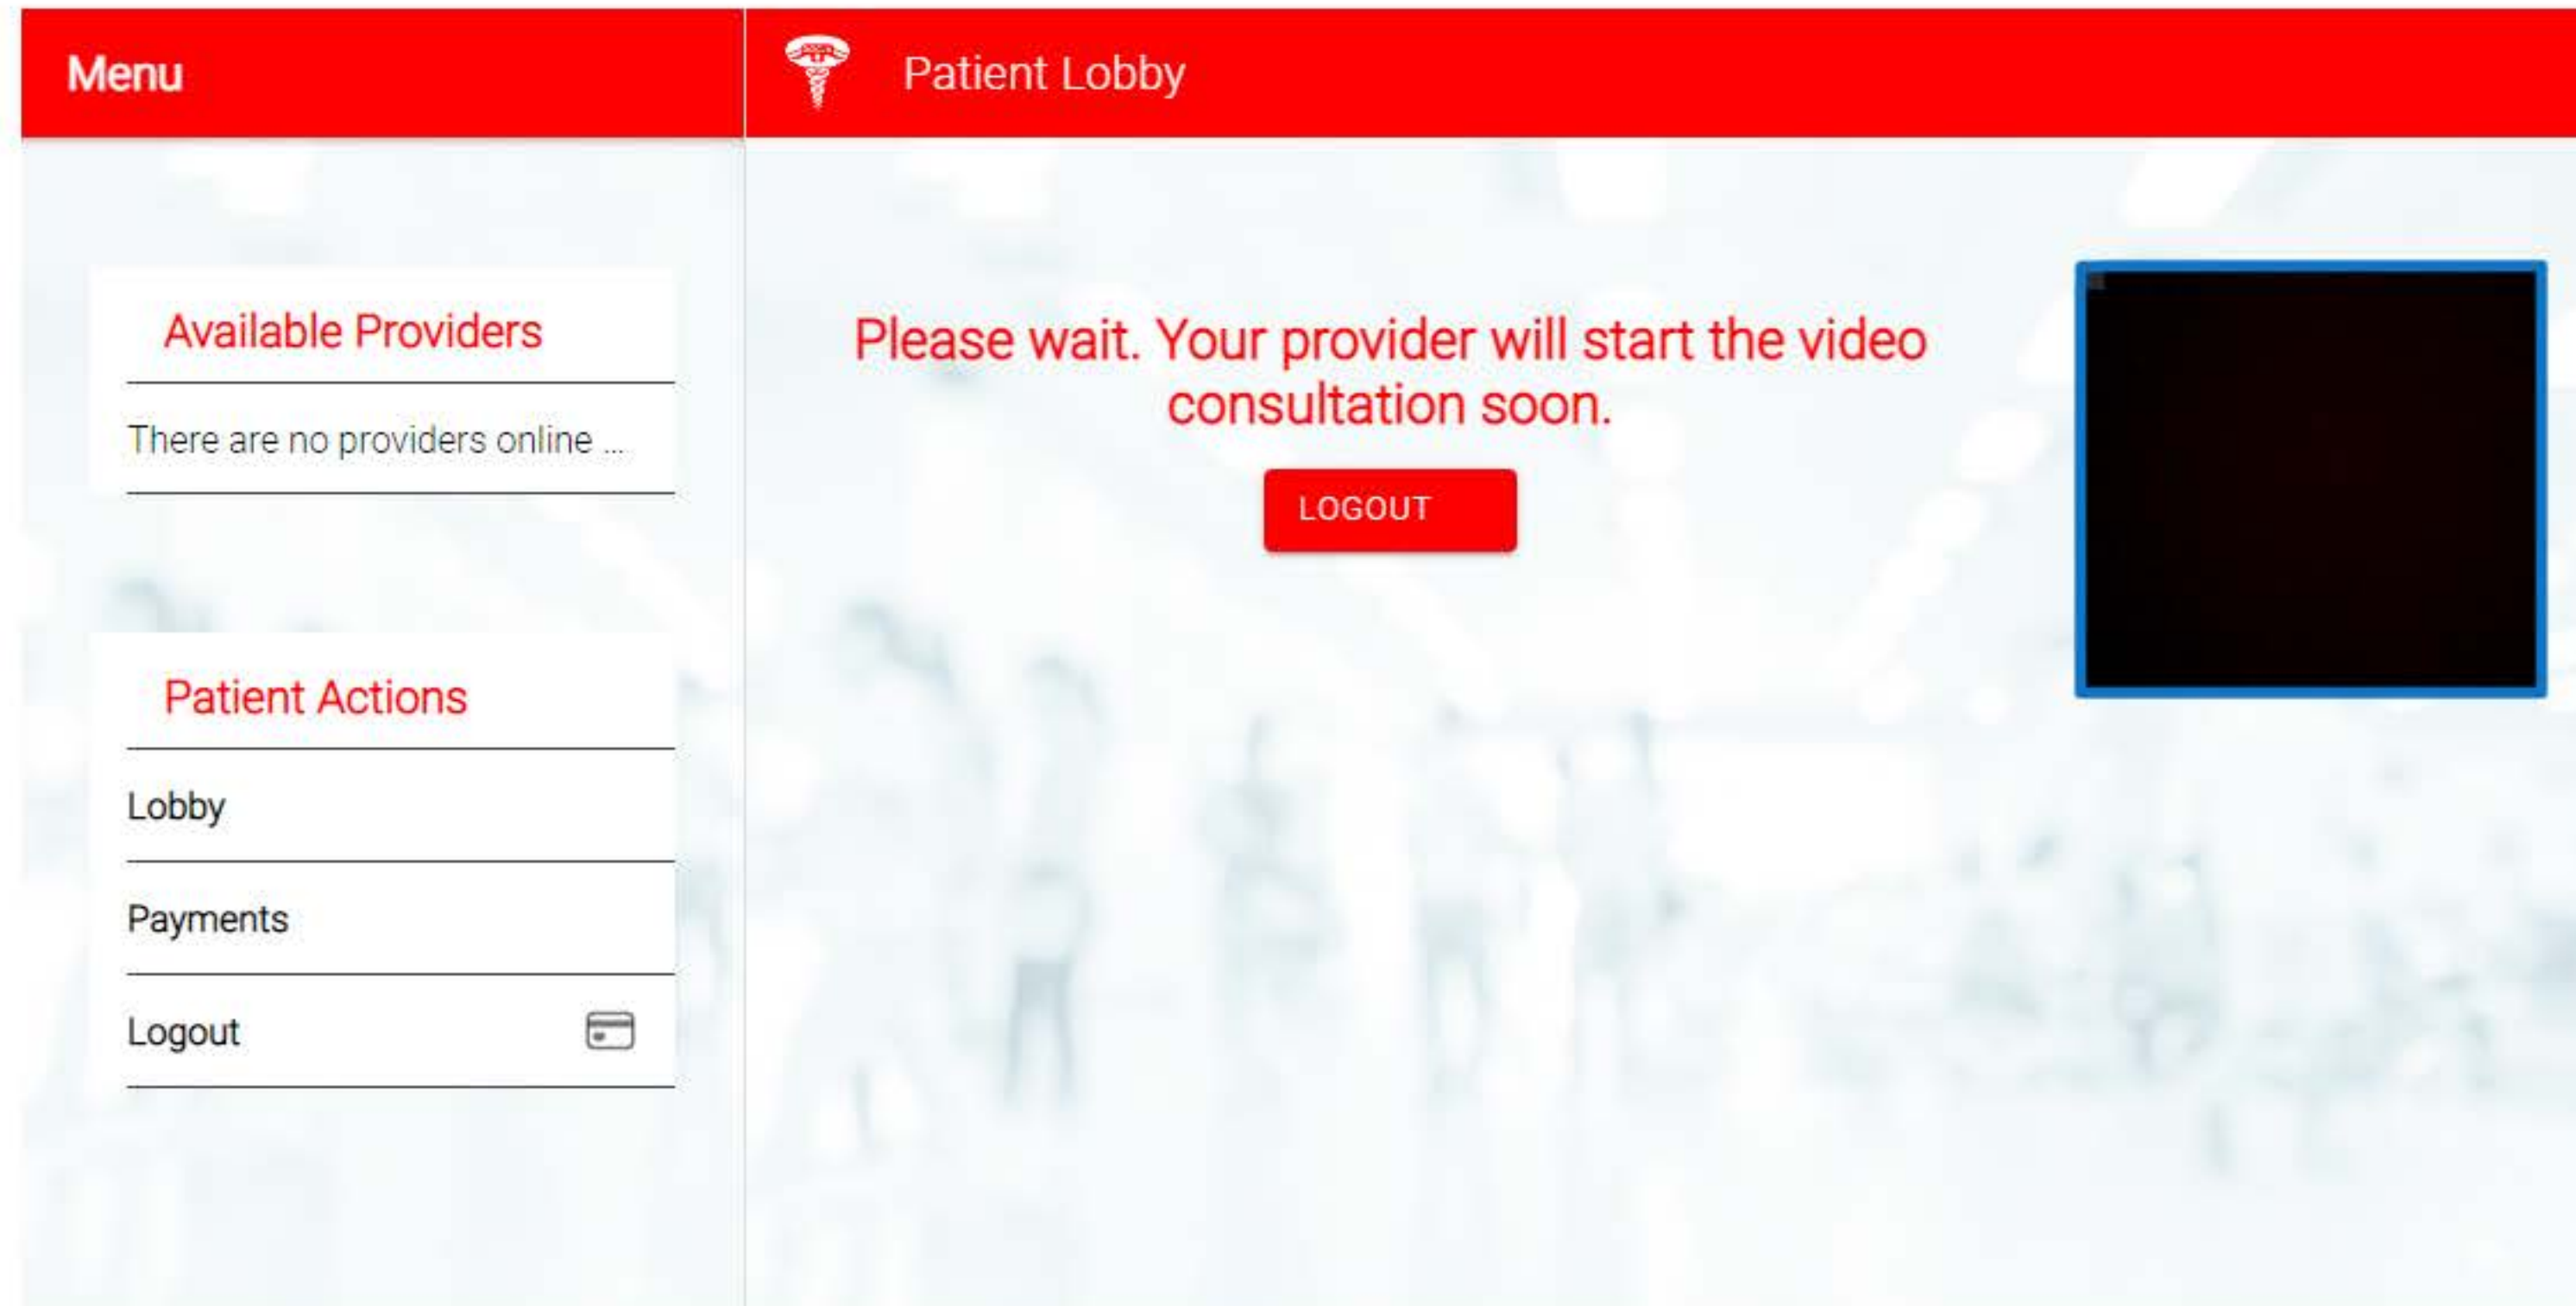 Menu
Patient Lobby
Available Providers
There are no providers online ...
Please wait. Your provider will start the video
consultation soon.
LOGOUT
Patient Actions
Lobby
Payments
Logout